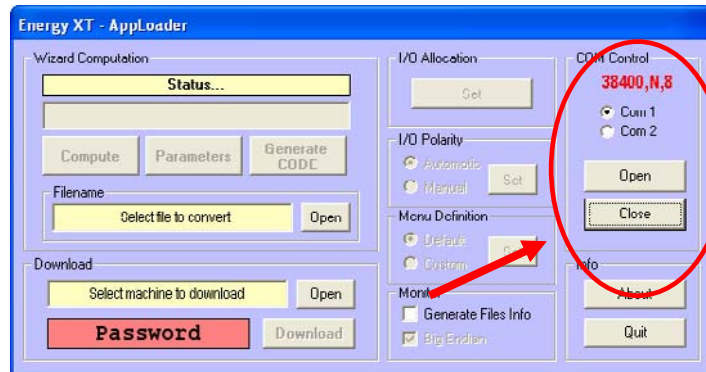 Energy XT - AppLoader
Wizard Computation
Status...
Compute
Parameters
Generate
CODE
Filename
Select file to convert
Open
Download
Select machine to download
Open
Password
Download
I/O Allocation
Set
I/O Polarity
Automatic
Manual
Set
Menu Definition
Default
Custom
Set
Monitor
Generate Files Info
Big Endian
COM Control
38400,N,8
Com 1
Com 2
Open
Close
Info
About
Quit